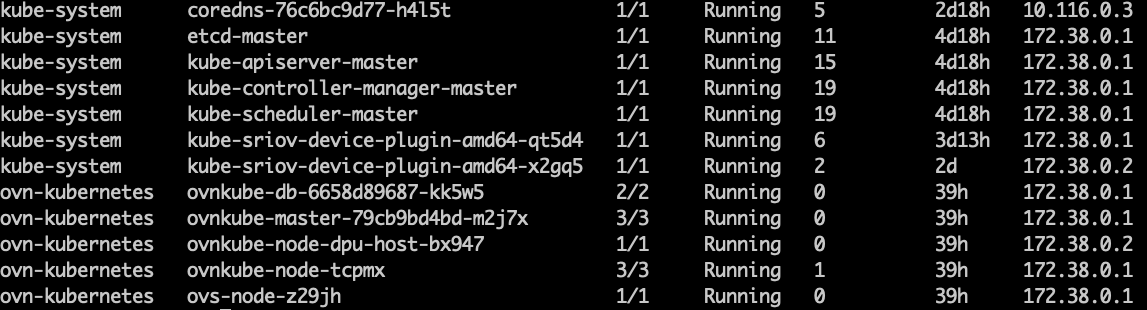 kube-system coredns-76c6bc9d77-h4l5t 1/1 Running 5 2d18h 10.116.0.3
kube-system etcd-master 1/1 Running 11 4d18h 172.38.0.1
kube-system kube-apiserver-master 1/1 Running 15 4d18h 172.38.0.1
kube-system kube-controller-manager-master 1/1 Running 19 4d18h 172.38.0.1
kube-system kube-scheduler-master 1/1 Running 19 4d18h 172.38.0.1
kube-system kube-sriov-device-plugin-amd64-qt5d4 1/1 Running 6 3d13h 172.38.0.1
kube-system kube-sriov-device-plugin-amd64-x2gq5 1/1 Running 2 2d 172.38.0.2
ovn-kubernetes ovnkube-db-6658d89687-kk5w5 2/2 Running 0 39h 172.38.0.1
ovn-kubernetes ovnkube-master-79cb9bd4bd-m2j7x 3/3 Running 0 39h 172.38.0.1
ovn-kubernetes ovnkube-node-dpu-host-bx947 1/1 Running 0 39h 172.38.0.2
ovn-kubernetes ovnkube-node-tcpmx 3/3 Running 1 39h 172.38.0.1
ovn-kubernetes ovs-node-z29jh 1/1 Running 0 39h 172.38.0.1